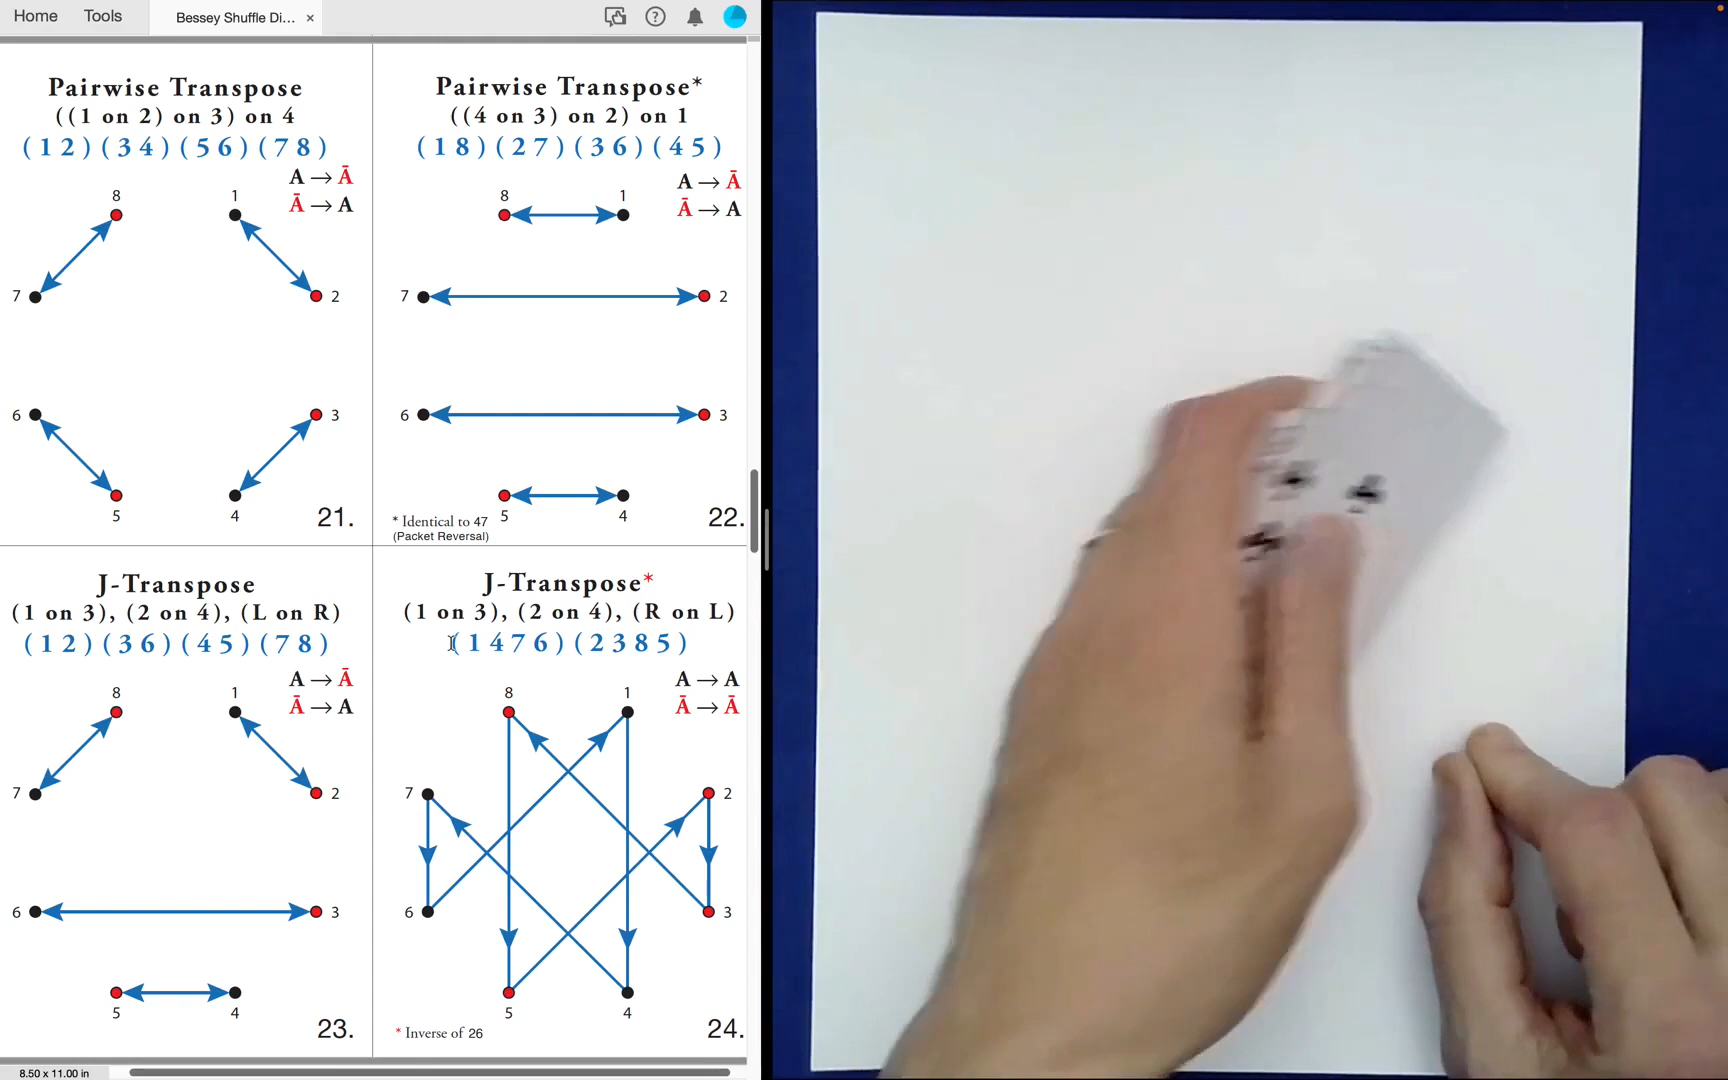 Home Tools Bessey Shuffle Di... ×
Pairwise Transpose
((1 on 2) on 3) on 4
(1 2)(3 4)(5 6)(7 8)
A → Ā
Ā → A
8 1
7 2
6 3
5 4
21.
Pairwise Transpose*
((4 on 3) on 2) on 1
(1 8)(2 7)(3 6)(4 5)
A → Ā
Ā → A
8 1
7 2
6 3
5 4
* Identical to 47
(Packet Reversal)
22.
J-Transpose
(1 on 3), (2 on 4), (L on R)
(1 2)(3 6)(4 5)(7 8)
A → Ā
Ā → A
8 1
7 2
6 3
5 4
23.
J-Transpose*
(1 on 3), (2 on 4), (R on L)
(1 4 7 6)(2 3 8 5)
A → A
Ā → Ā
8 1
7 2
6 3
5 4
* Inverse of 26
24.
8.50 x 11.00 in